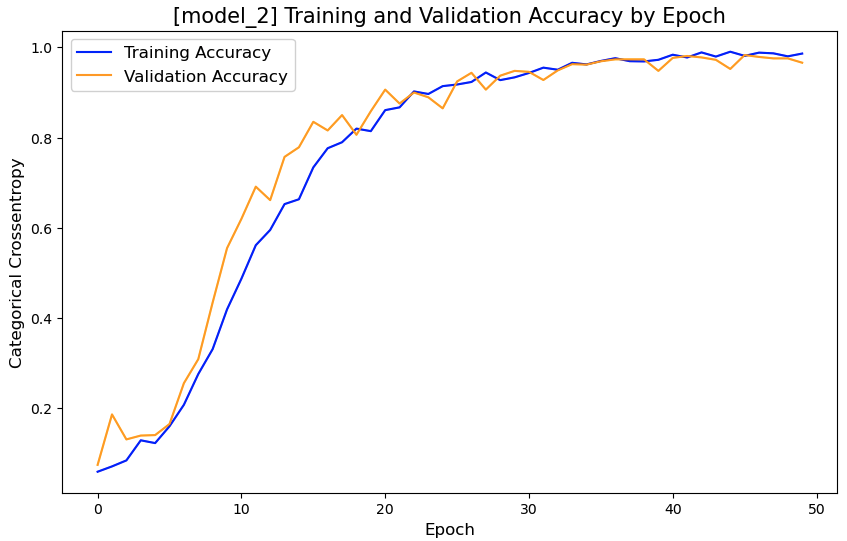 [model_2] Training and Validation Accuracy by Epoch
Training Accuracy
Validation Accuracy
Categorical Crossentropy
1.0
0.8
0.6
0.4
0.2
0 10 20 30 40 50
Epoch